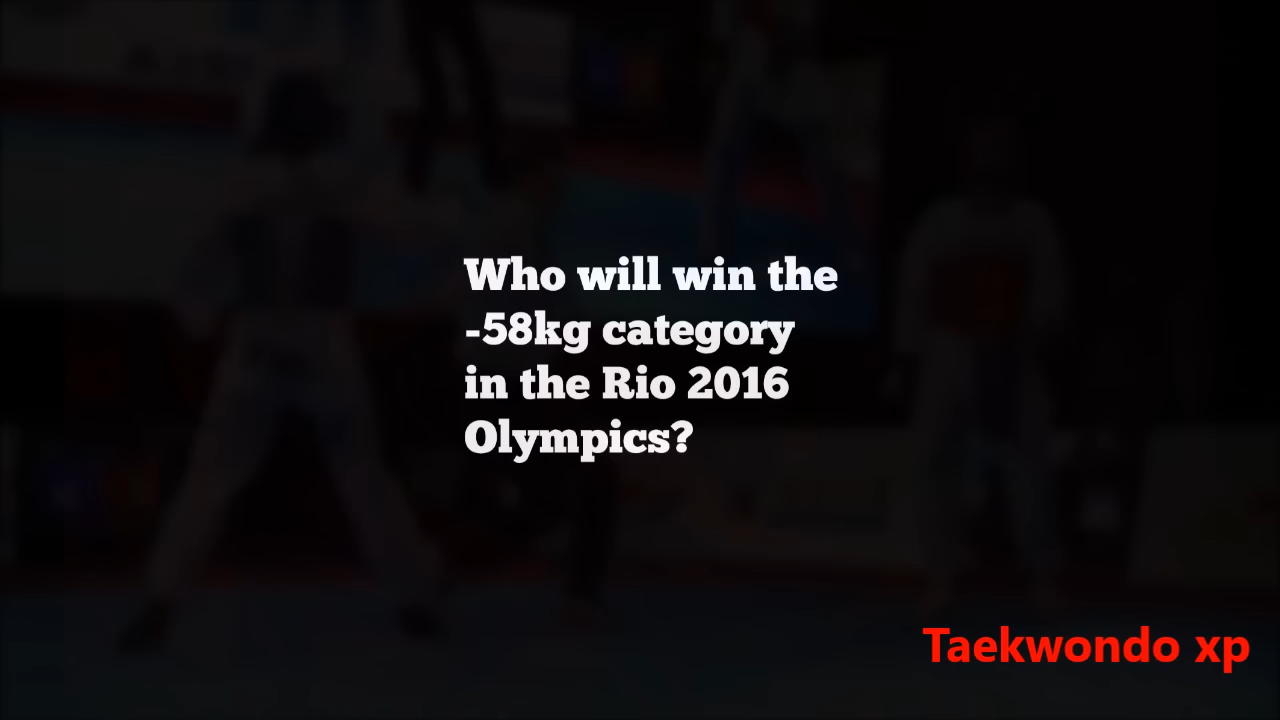 Who will win the
-58kg category
in the Rio 2016
Olympics?
Taekwondo xp